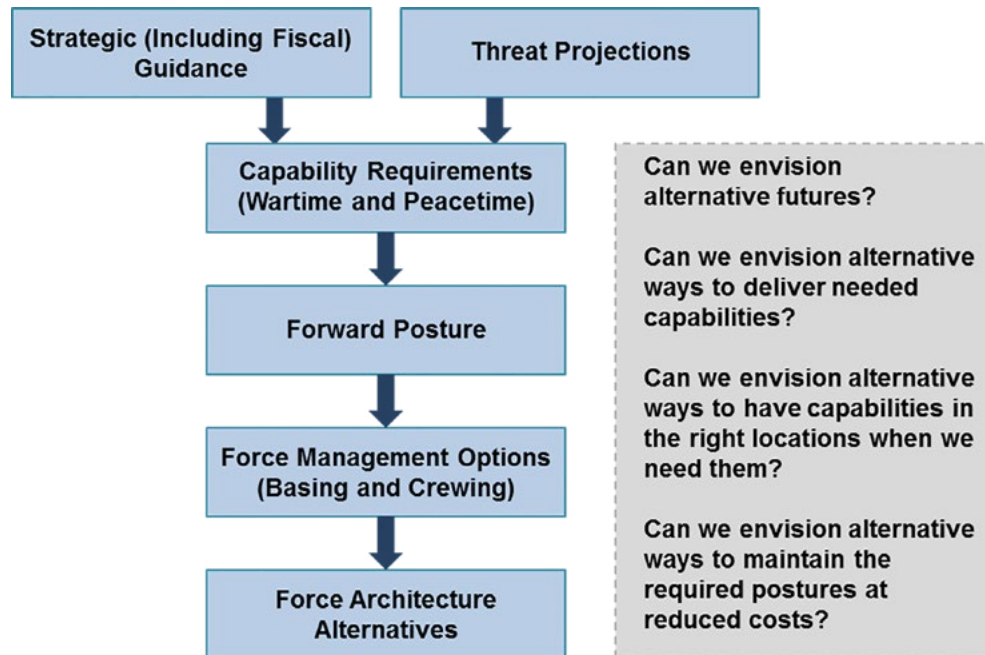 Strategic (Including Fiscal)
Guidance
Threat Projections
Capability Requirements
(Wartime and Peacetime)
Forward Posture
Force Management Options
(Basing and Crewing)
Force Architecture
Alternatives
Can we envision
alternative futures?
Can we envision alternative
ways to deliver needed
capabilities?
Can we envision alternative
ways to have capabilities in
the right locations when we
need them?
Can we envision alternative
ways to maintain the
required postures at
reduced costs?